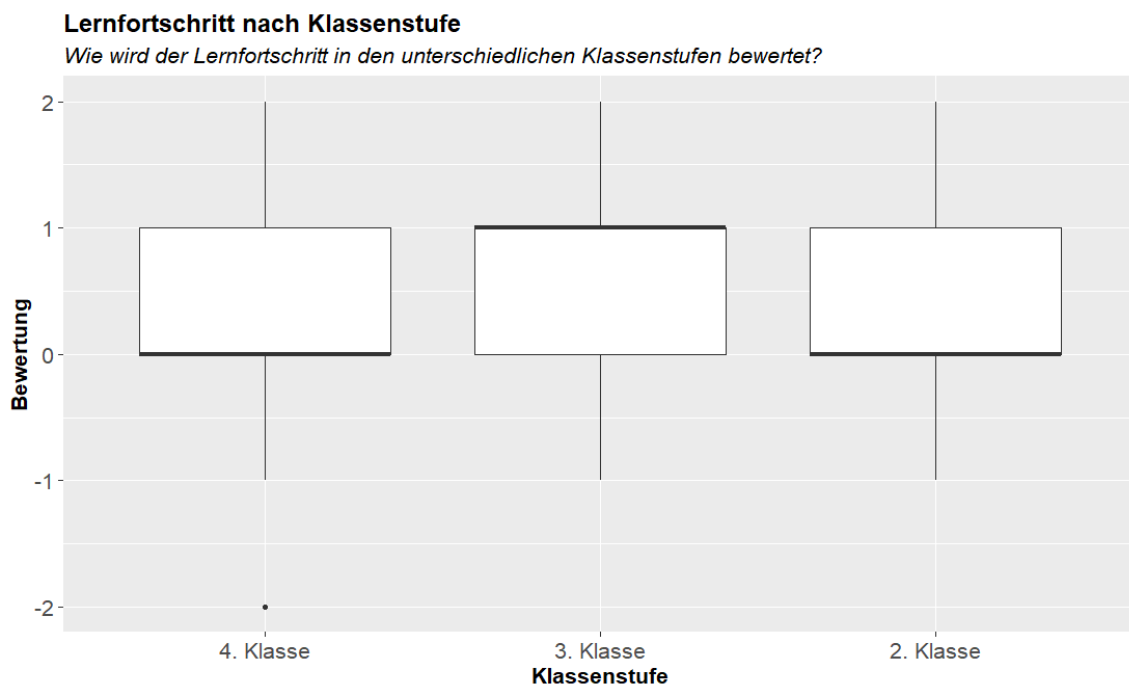 Lernfortschritt nach Klassenstufe
Wie wird der Lernfortschritt in den unterschiedlichen Klassenstufen bewertet?
2
1
0
-1
-2
Bewertung
4. Klasse 3. Klasse 2. Klasse
Klassenstufe